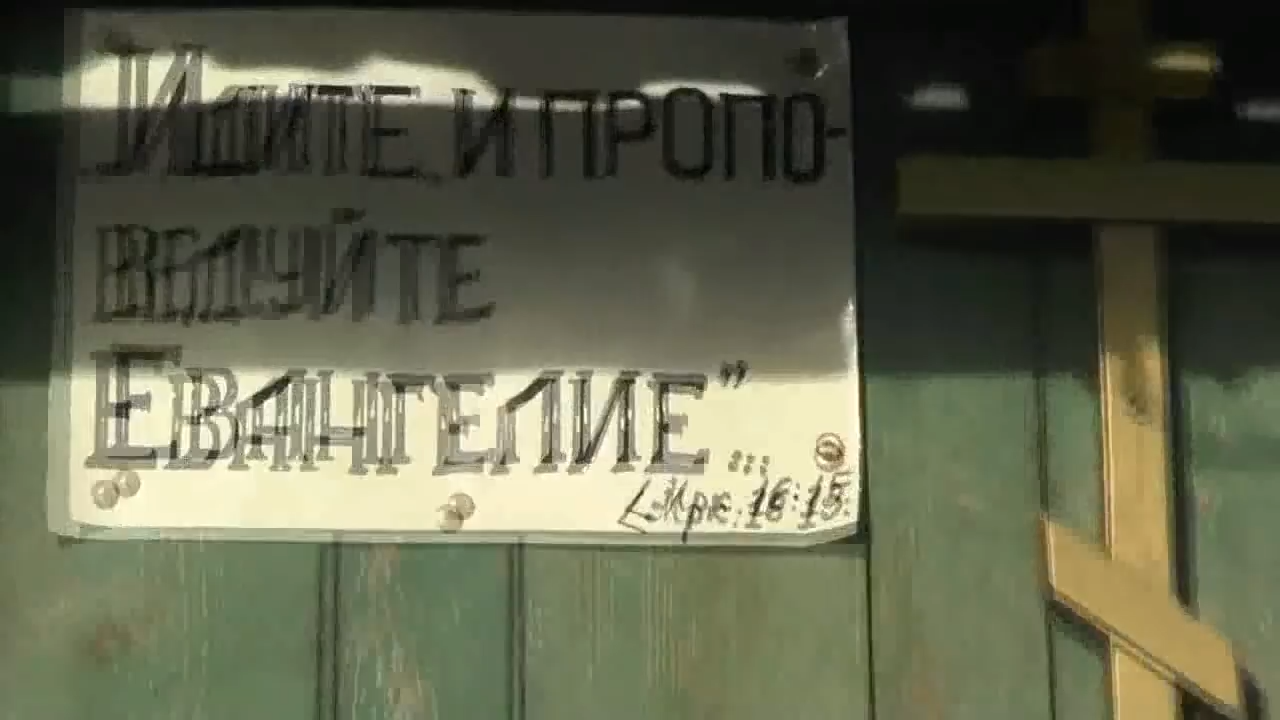 Идите и пропо-
ведуйте
Евангелие" ...
(Мрк. 16:15.